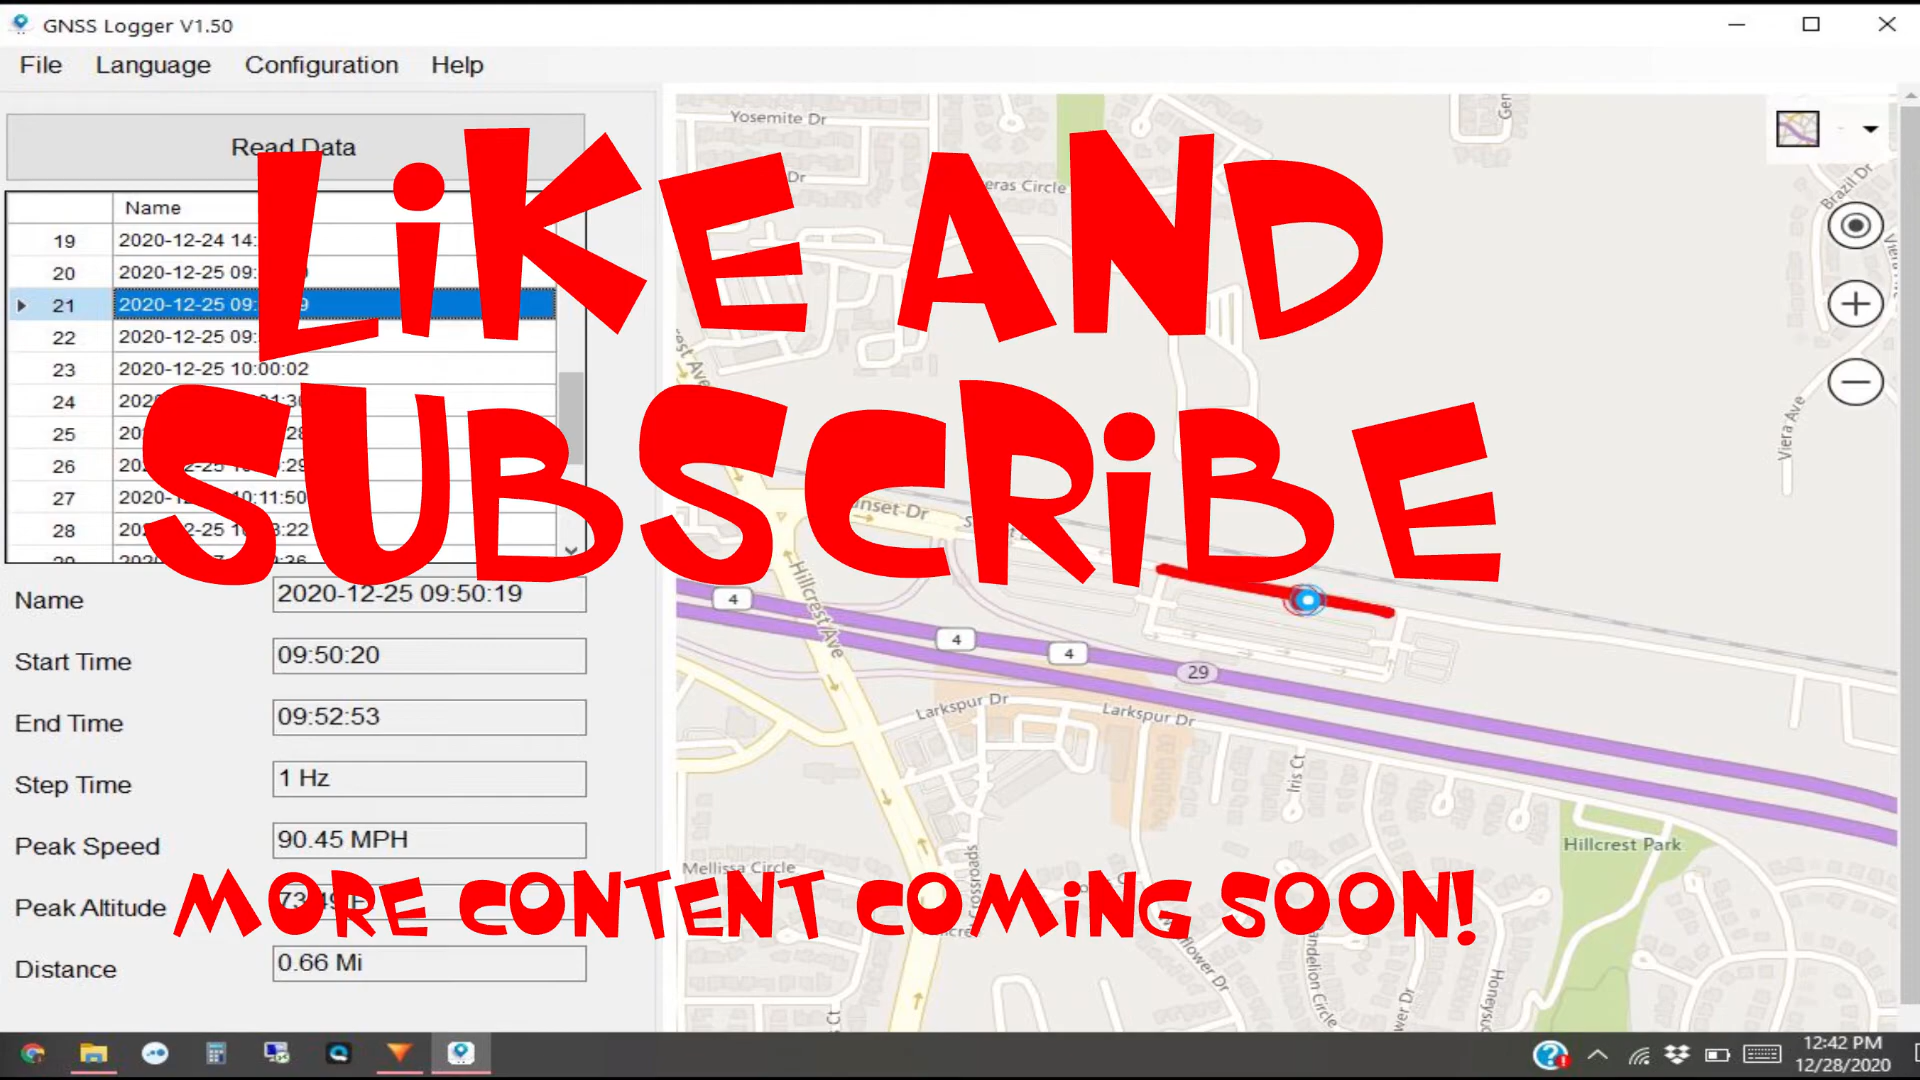 GNSS Logger V1.50
File Language Configuration Help
Read Data
LiKE AND
SUBSCRiBE
MORE CONTENT COMiNG SOON!
Name
19 2020-12-24 14:
20 2020-12-25 09:
21 2020-12-25 09:
22 2020-12-25 09:
23 2020-12-25 10:00:02
24
25
26
27
28
Name 2020-12-25 09:50:19
Start Time 09:50:20
End Time 09:52:53
Step Time 1 Hz
Peak Speed 90.45 MPH
Peak Altitude
Distance 0.66 Mi
Yosemite Dr
Dr
Circle
Brazil Dr
Viera Ave
Hillcrest Ave
4
4
4
29
Larkspur Dr
Larkspur Dr
Iris Ct
Hillcrest Park
Mellissa Circle
12:42 PM
12/28/2020